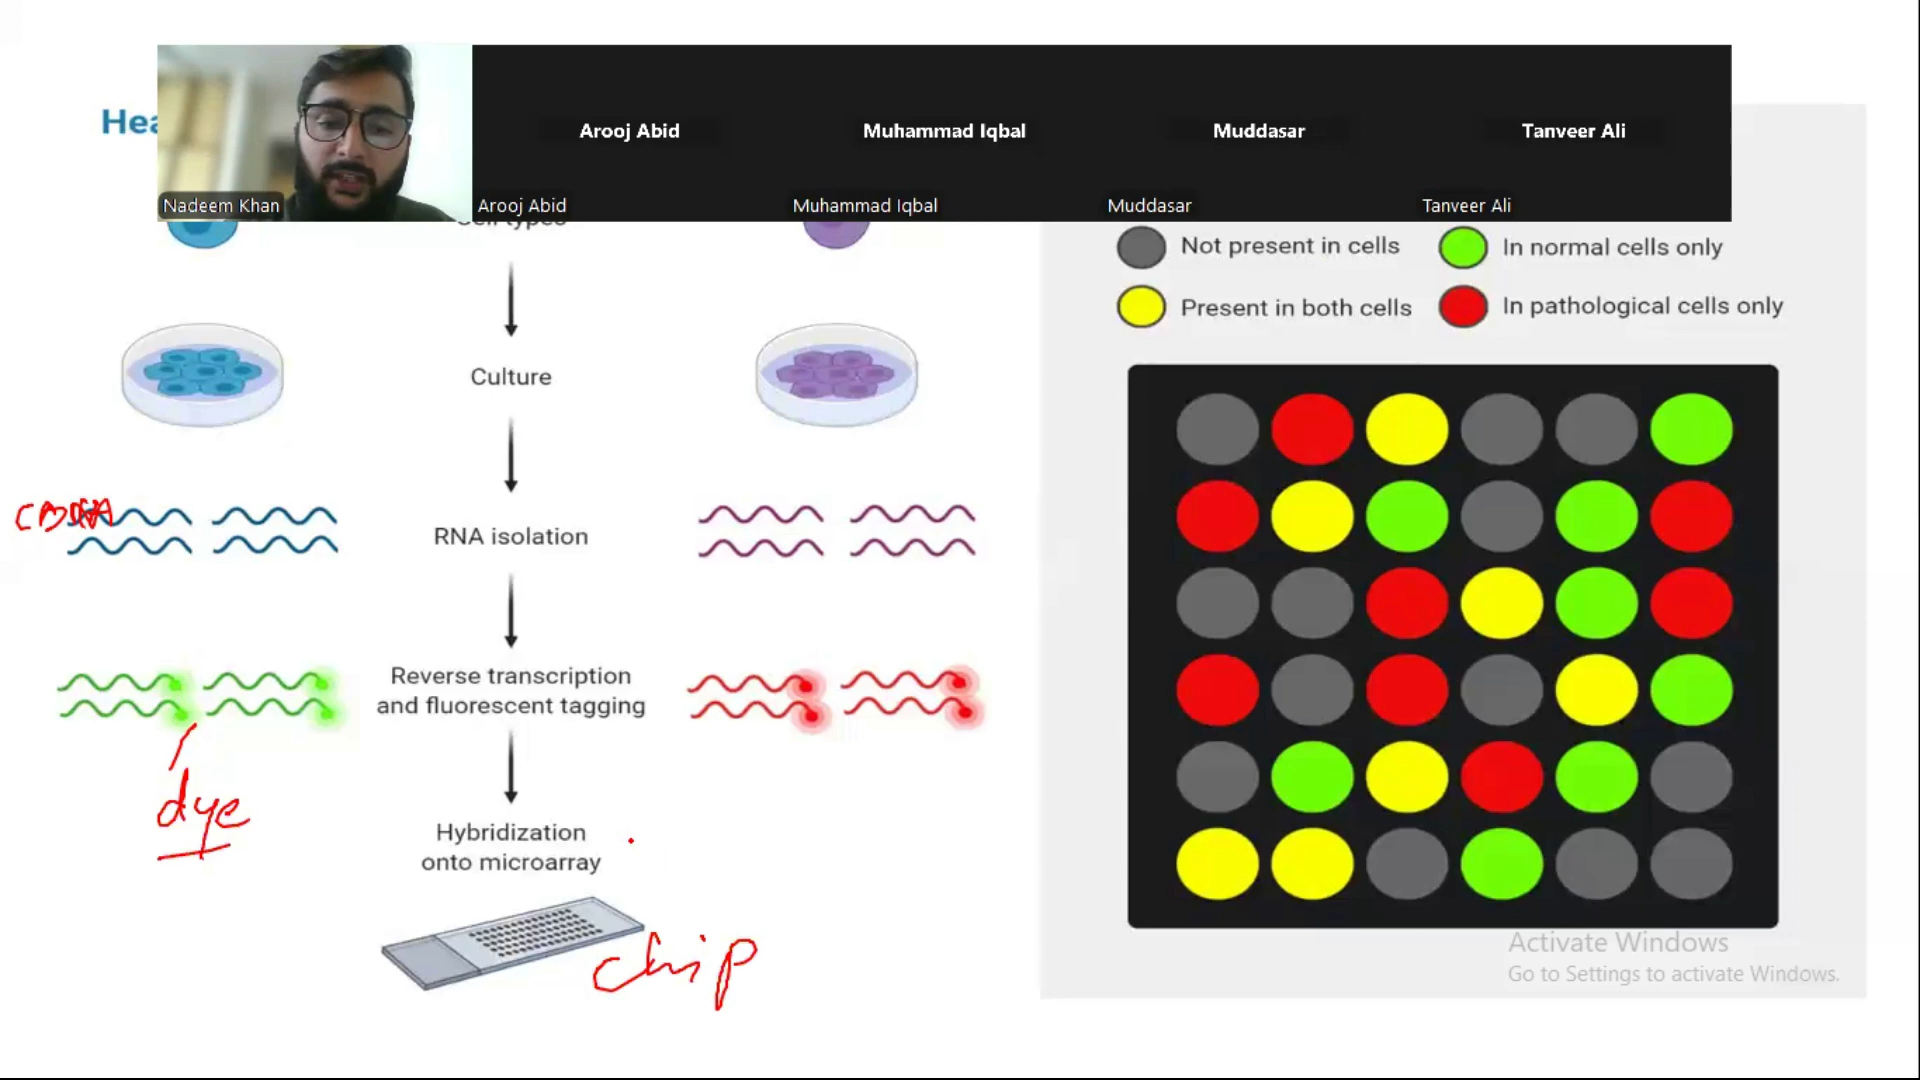 Hea
Arooj Abid
Muhammad Iqbal
Muddasar
Tanveer Ali
Nadeem Khan
Arooj Abid
Muhammad Iqbal
Muddasar
Tanveer Ali
Cell types
Not present in cells
In normal cells only
Present in both cells
In pathological cells only
Culture
RNA isolation
Reverse transcription
and fluorescent tagging
dye
Hybridization
onto microarray
chip
Activate Windows
Go to Settings to activate Windows.